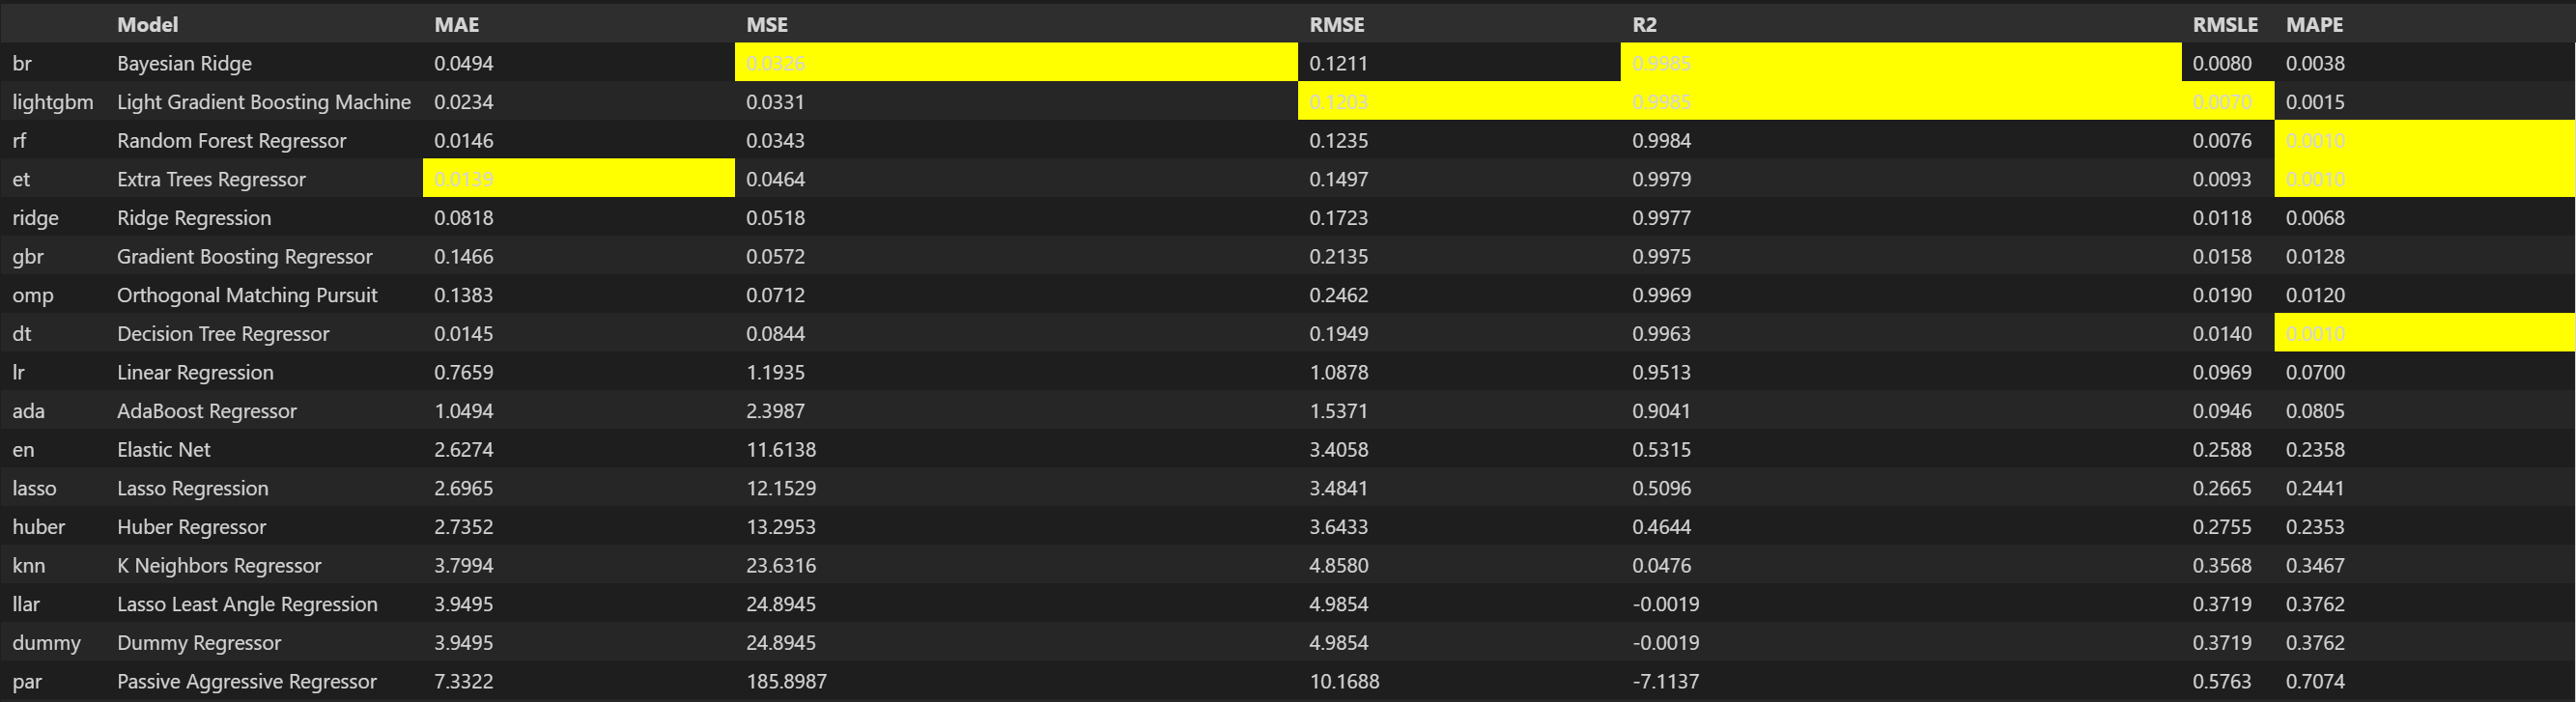 Model MAE MSE RMSE R2 RMSLE MAPE
br Bayesian Ridge 0.0494 0.0326 0.1211 0.9985 0.0080 0.0038
lightgbm Light Gradient Boosting Machine 0.0234 0.0331 0.1203 0.9985 0.0070 0.0015
rf Random Forest Regressor 0.0146 0.0343 0.1235 0.9984 0.0076 0.0010
et Extra Trees Regressor 0.0139 0.0464 0.1497 0.9979 0.0093 0.0010
ridge Ridge Regression 0.0818 0.0518 0.1723 0.9977 0.0118 0.0068
gbr Gradient Boosting Regressor 0.1466 0.0572 0.2135 0.9975 0.0158 0.0128
omp Orthogonal Matching Pursuit 0.1383 0.0712 0.2462 0.9969 0.0190 0.0120
dt Decision Tree Regressor 0.0145 0.0844 0.1949 0.9963 0.0140 0.0010
lr Linear Regression 0.7659 1.1935 1.0878 0.9513 0.0969 0.0700
ada AdaBoost Regressor 1.0494 2.3987 1.5371 0.9041 0.0946 0.0805
en Elastic Net 2.6274 11.6138 3.4058 0.5315 0.2588 0.2358
lasso Lasso Regression 2.6965 12.1529 3.4841 0.5096 0.2665 0.2441
huber Huber Regressor 2.7352 13.2953 3.6433 0.4644 0.2755 0.2353
knn K Neighbors Regressor 3.7994 23.6316 4.8580 0.0476 0.3568 0.3467
llar Lasso Least Angle Regression 3.9495 24.8945 4.9854 -0.0019 0.3719 0.3762
dummy Dummy Regressor 3.9495 24.8945 4.9854 -0.0019 0.3719 0.3762
par Passive Aggressive Regressor 7.3322 185.8987 10.1688 -7.1137 0.5763 0.7074